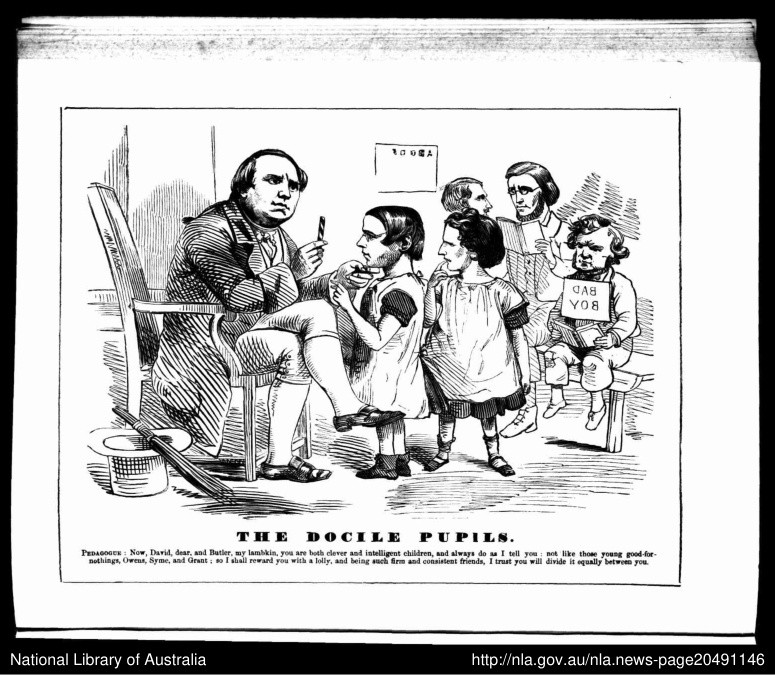 BAD
BOY
THE DOCILE PUPILS.
PEDAGOGUE : Now, David, dear, and Butler, my lambkin, you are both clever and intelligent children, and always do as I tell you : not like those young good-for-
nothings, Owens, Syme, and Grant ; so I shall reward you with a lolly, and being such firm and consistent friends, I trust you will divide it equally between you.
National Library of Australia
http://nla.gov.au/nla.news-page20491146